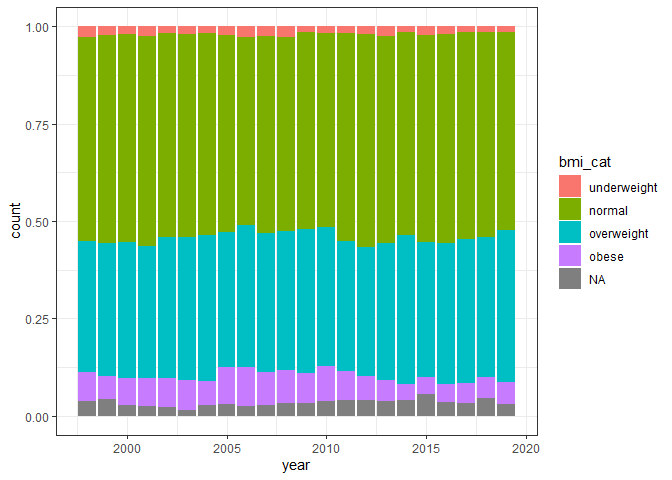 1.00
0.75
0.50
0.25
0.00
count
2000
2005
2010
2015
2020
year
bmi_cat
underweight
normal
overweight
obese
NA